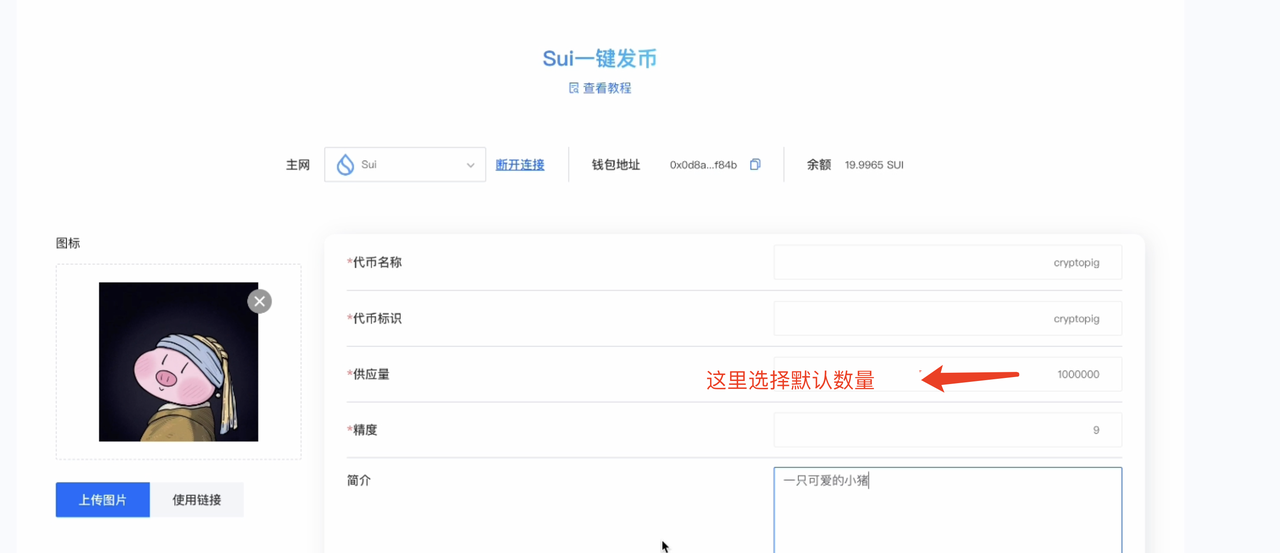 Sui一键发币
查看教程
主网 Sui 断开连接 钱包地址 0x0d8a...f84b 余额 19.9965 SUI
图标
*代币名称 cryptopig
*代币标识 cryptopig
*供应量 这里选择默认数量 1000000
*精度 9
简介 一只可爱的小猪
上传图片 使用链接